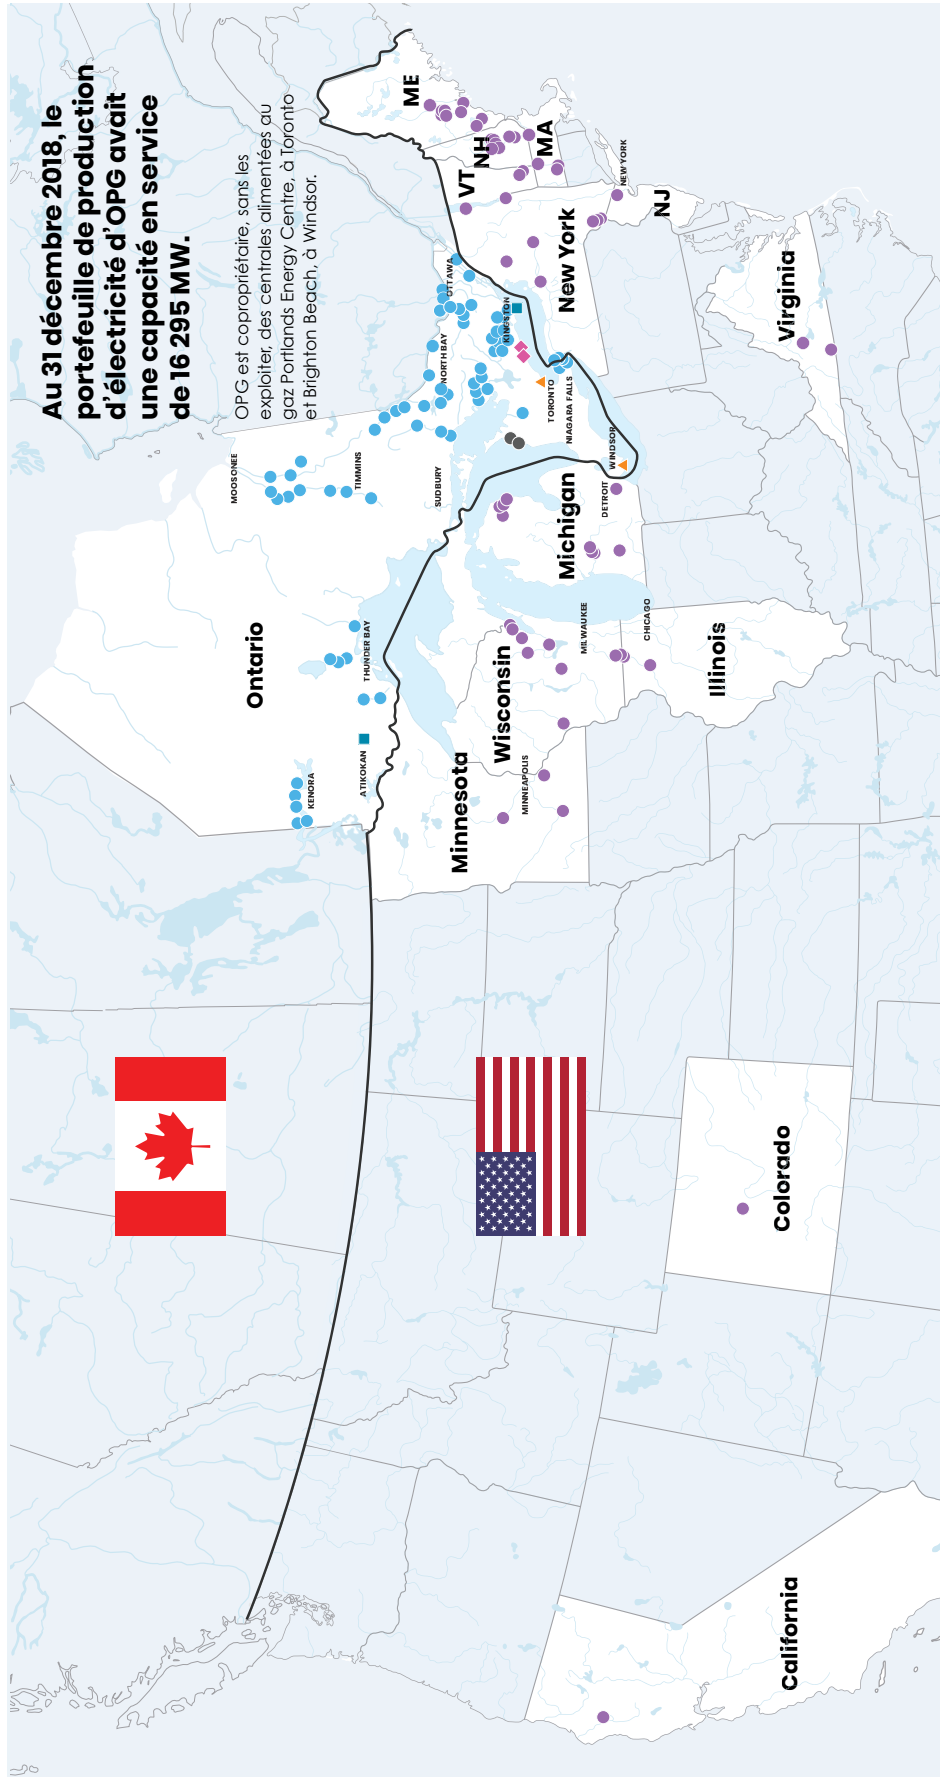 Au 31 décembre 2018, le
portefeuille de production
d'électricité d'OPG avait
une capacité en service
de 16 295 MW.
OPG est copropriétaire, sans les
exploiter, des centrales alimentées au
gaz Portlands Energy Centre, à Toronto
et Brighton Beach, à Windsor.
Ontario
MOOSONEE
TIMMINS
KENORA
ATIKOKAN
THUNDER BAY
SUDBURY
NORTH BAY
OTTAWA
KINGSTON
TORONTO
NIAGARA FALLS
WINDSOR
DETROIT
ME
VT
NH
MA
New York
NEW YORK
NJ
Virginia
Michigan
Wisconsin
MILWAUKEE
CHICAGO
Illinois
Minnesota
MINNEAPOLIS
Colorado
California